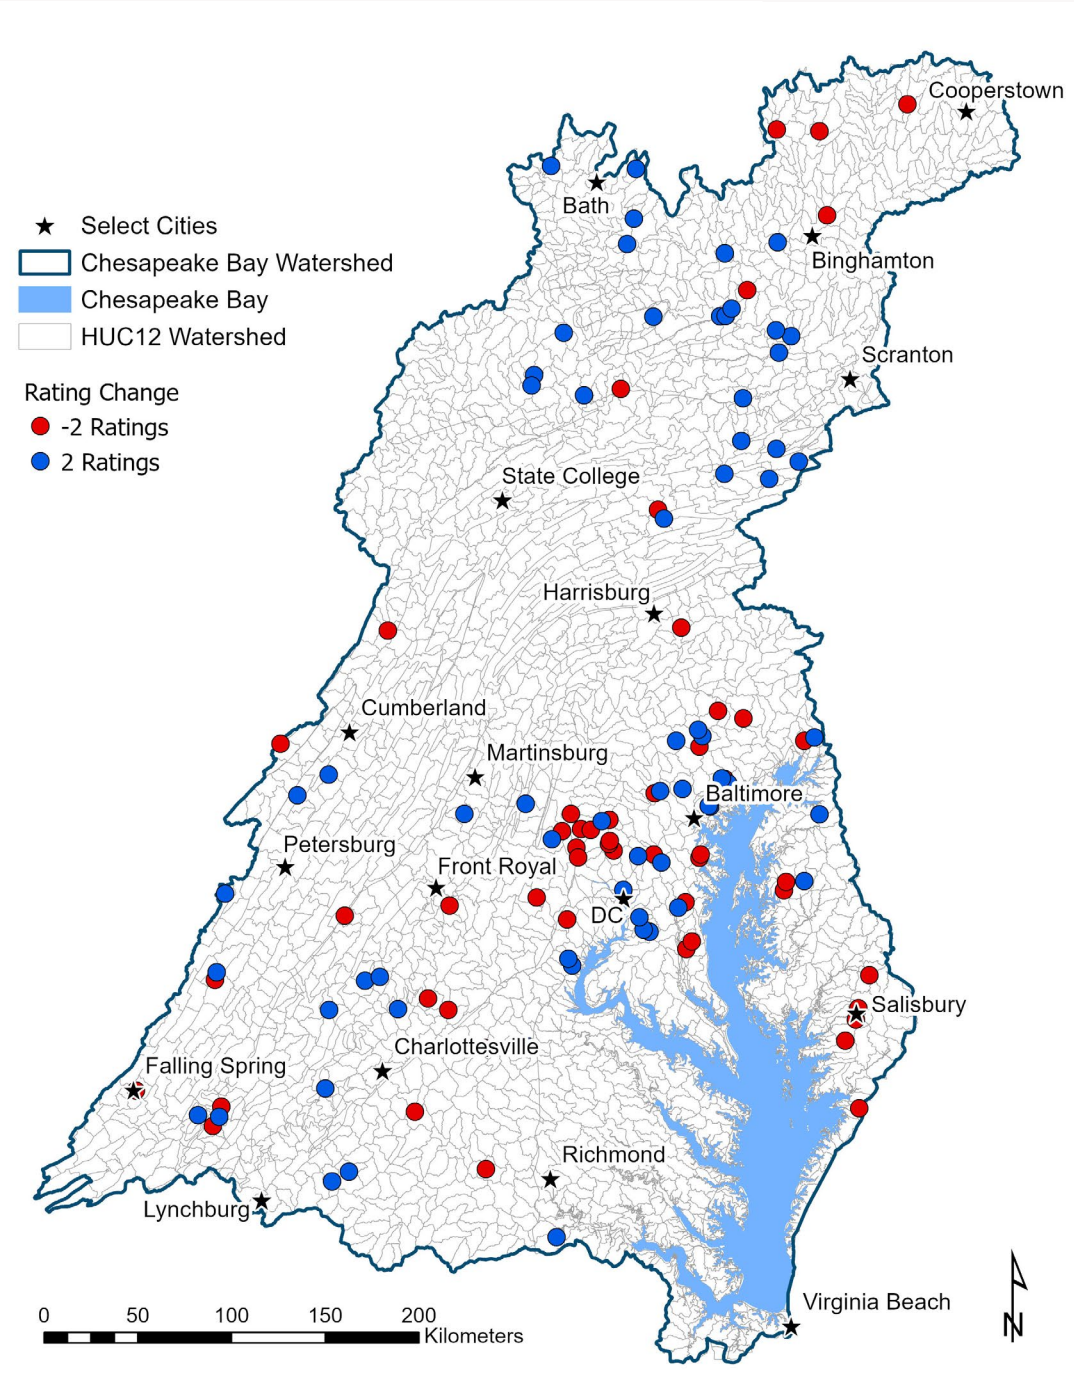 Cooperstown
Bath
Select Cities
Chesapeake Bay Watershed
Binghamton
Chesapeake Bay
HUC12 Watershed
Scranton
Rating Change
-2 Ratings
2 Ratings
State College
Harrisburg
Cumberland
Martinsburg
Baltimore
Petersburg
Front Royal
DC
Salisbury
Charlottesville
Falling Spring
Richmond
Lynchburg
Virginia Beach
0 50 100 150 200
Kilometers
N